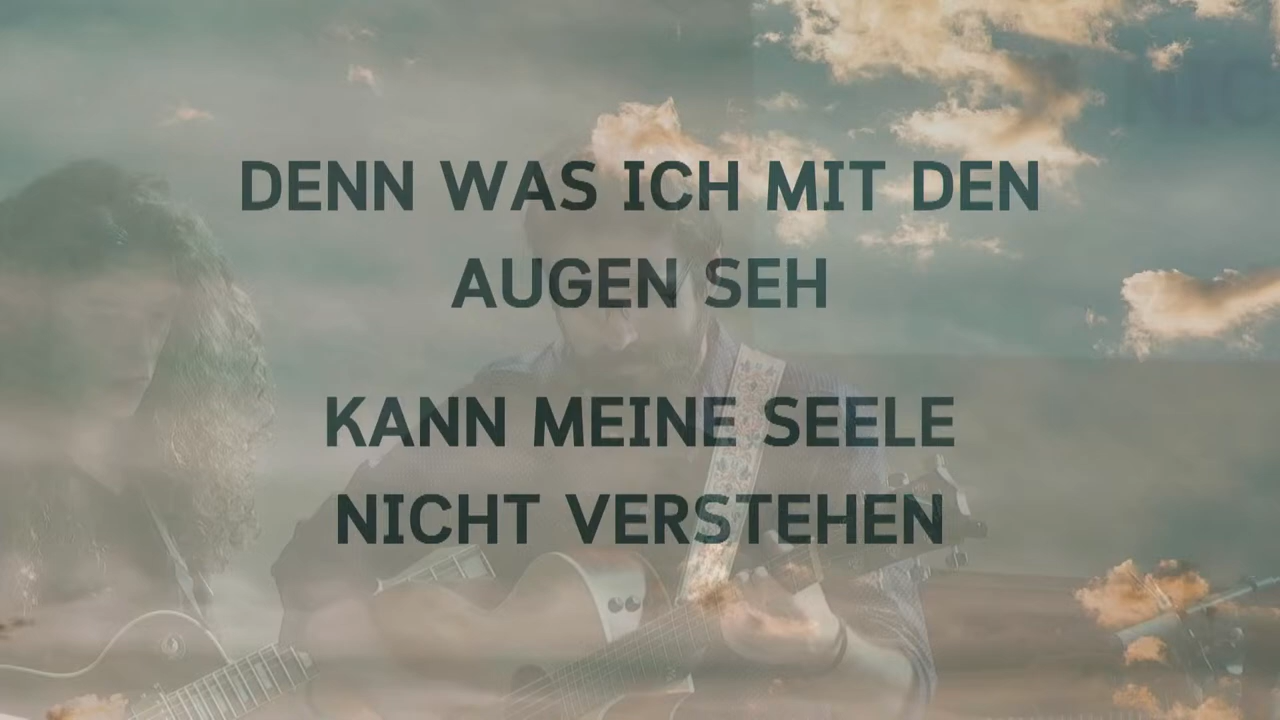 DENN WAS ICH MIT DEN
AUGEN SEH
KANN MEINE SEELE
NICHT VERSTEHEN